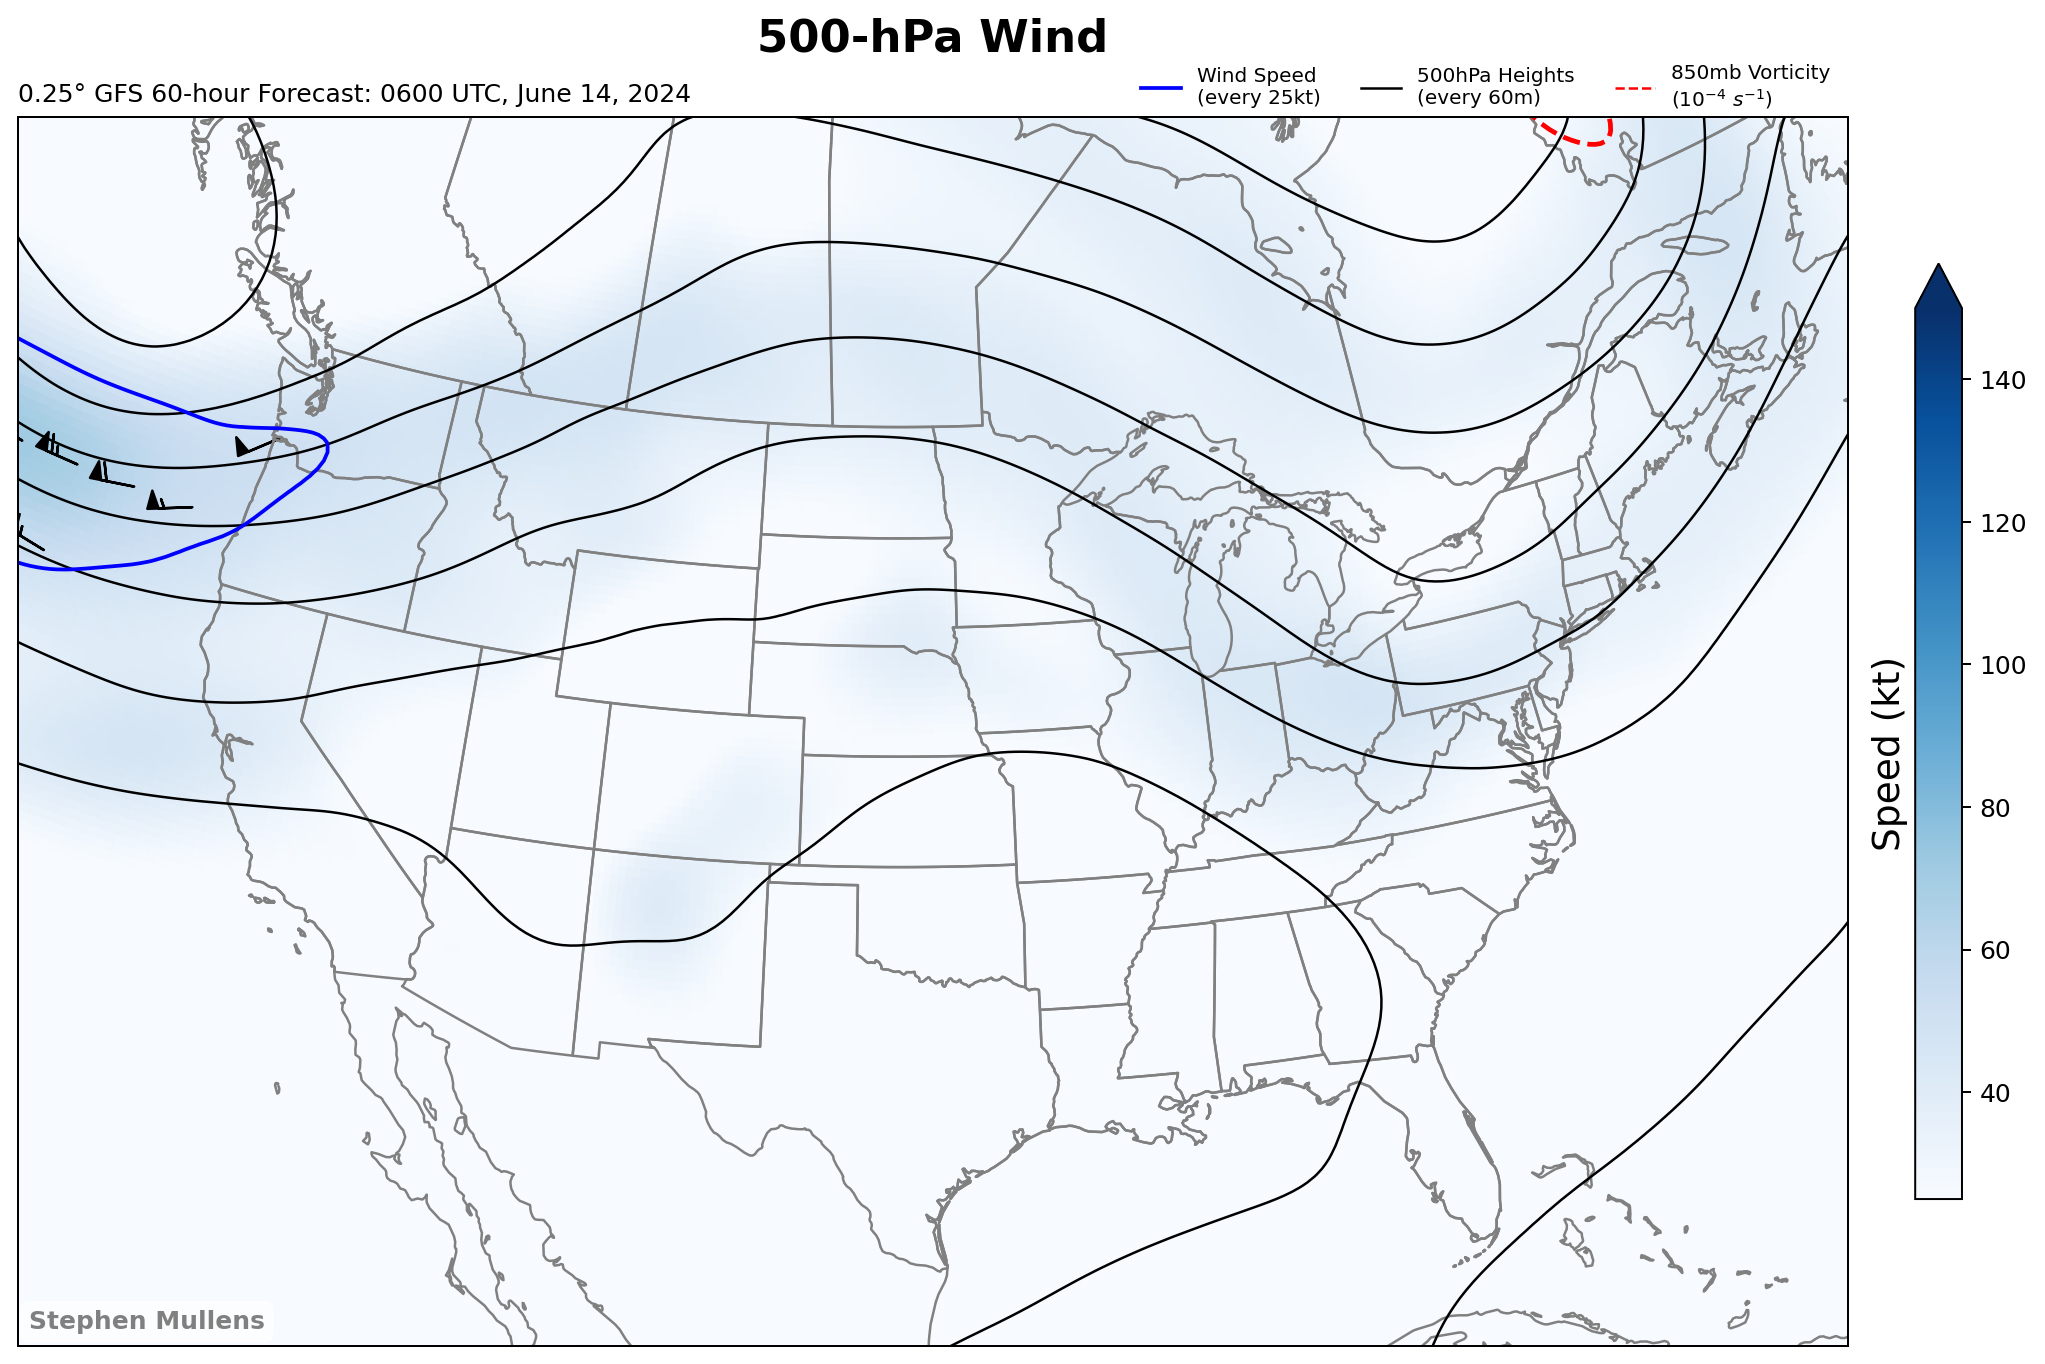 500-hPa Wind
0.25° GFS 60-hour Forecast: 0600 UTC, June 14, 2024
Wind Speed
(every 25kt)
500hPa Heights
(every 60m)
850mb Vorticity
(10⁻⁴ s⁻¹)
140
120
100
80
60
40
Speed (kt)
Stephen Mullens